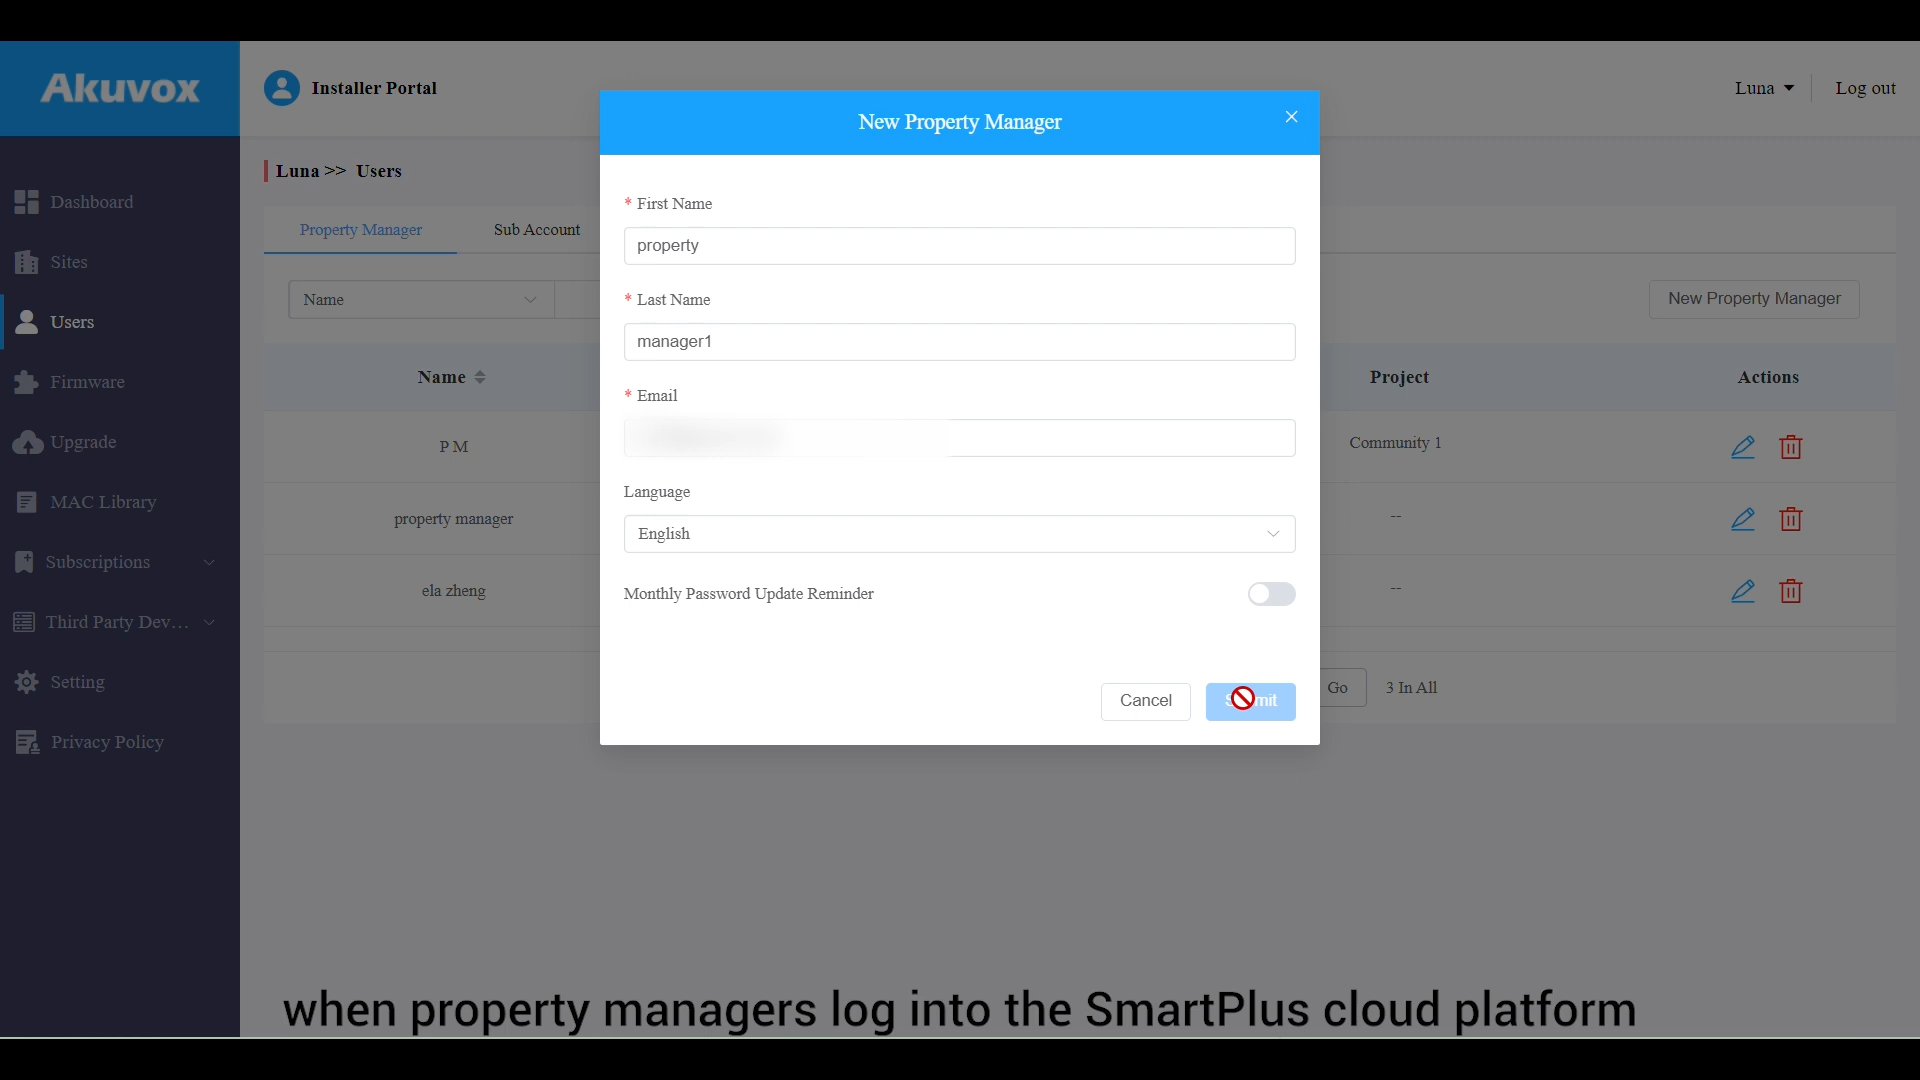 Akuvox
Installer Portal
Luna
Log out
Dashboard
Sites
Users
Firmware
Upgrade
MAC Library
Subscriptions
Third Party Dev...
Setting
Privacy Policy
Luna >> Users
Property Manager
Sub Account
Name
New Property Manager
Name
Project
Actions
P M
Community 1
property manager
--
ela zheng
--
Go
3 In All
New Property Manager
* First Name
property
* Last Name
manager1
* Email
Language
English
Monthly Password Update Reminder
Cancel
when property managers log into the SmartPlus cloud platform